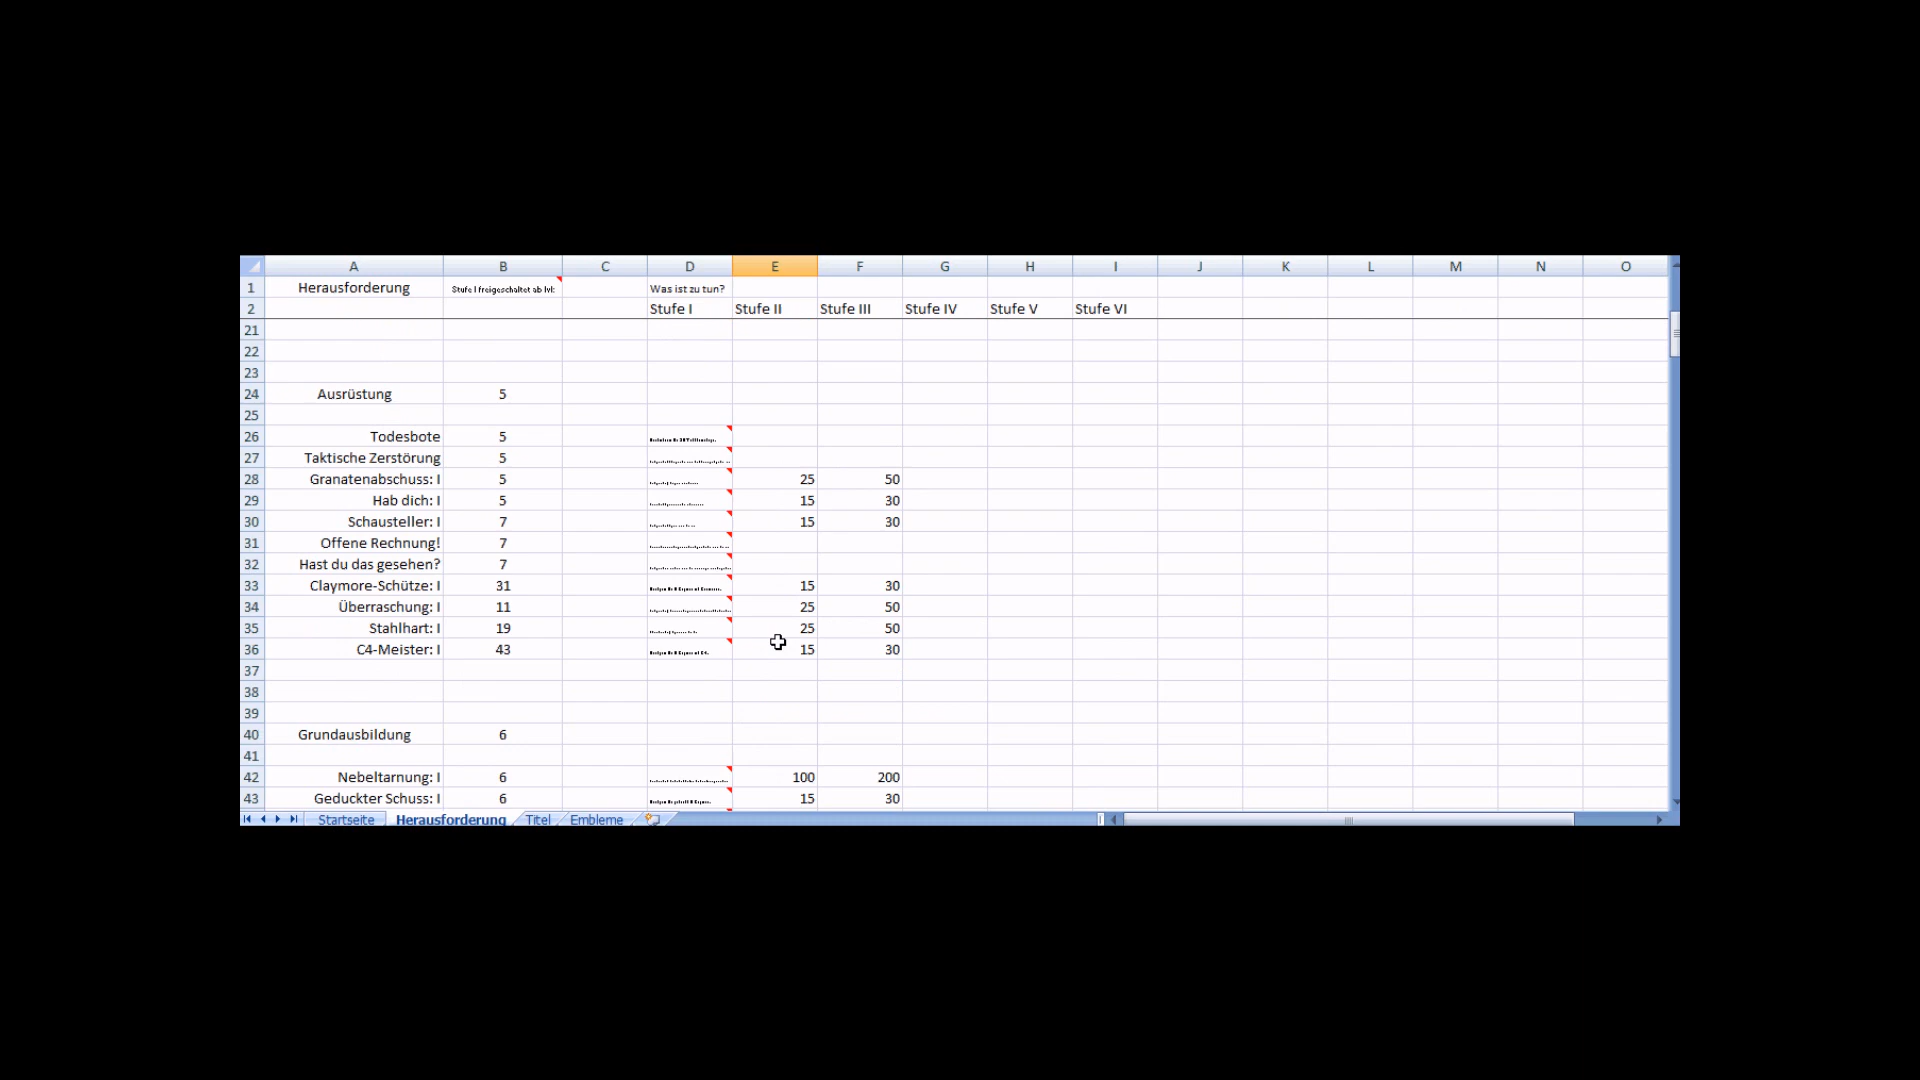 A B C D E F G H I J K L M N O
1 Herausforderung Stufe I freigeschaltet ab lvl: Was ist zu tun?
2 Stufe I Stufe II Stufe III Stufe IV Stufe V Stufe VI
21
22
23
24 Ausrüstung 5
25
26 Todesbote 5
27 Taktische Zerstörung 5
28 Granatenabschuss: I 5 25 50
29 Hab dich: I 5 15 30
30 Schausteller: I 7 15 30
31 Offene Rechnung! 7
32 Hast du das gesehen? 7
33 Claymore-Schütze: I 31 15 30
34 Überraschung: I 11 25 50
35 Stahlhart: I 19 25 50
36 C4-Meister: I 43 15 30
37
38
39
40 Grundausbildung 6
41
42 Nebeltarnung: I 6 100 200
43 Geduckter Schuss: I 6 15 30
Startseite Herausforderung Titel Embleme